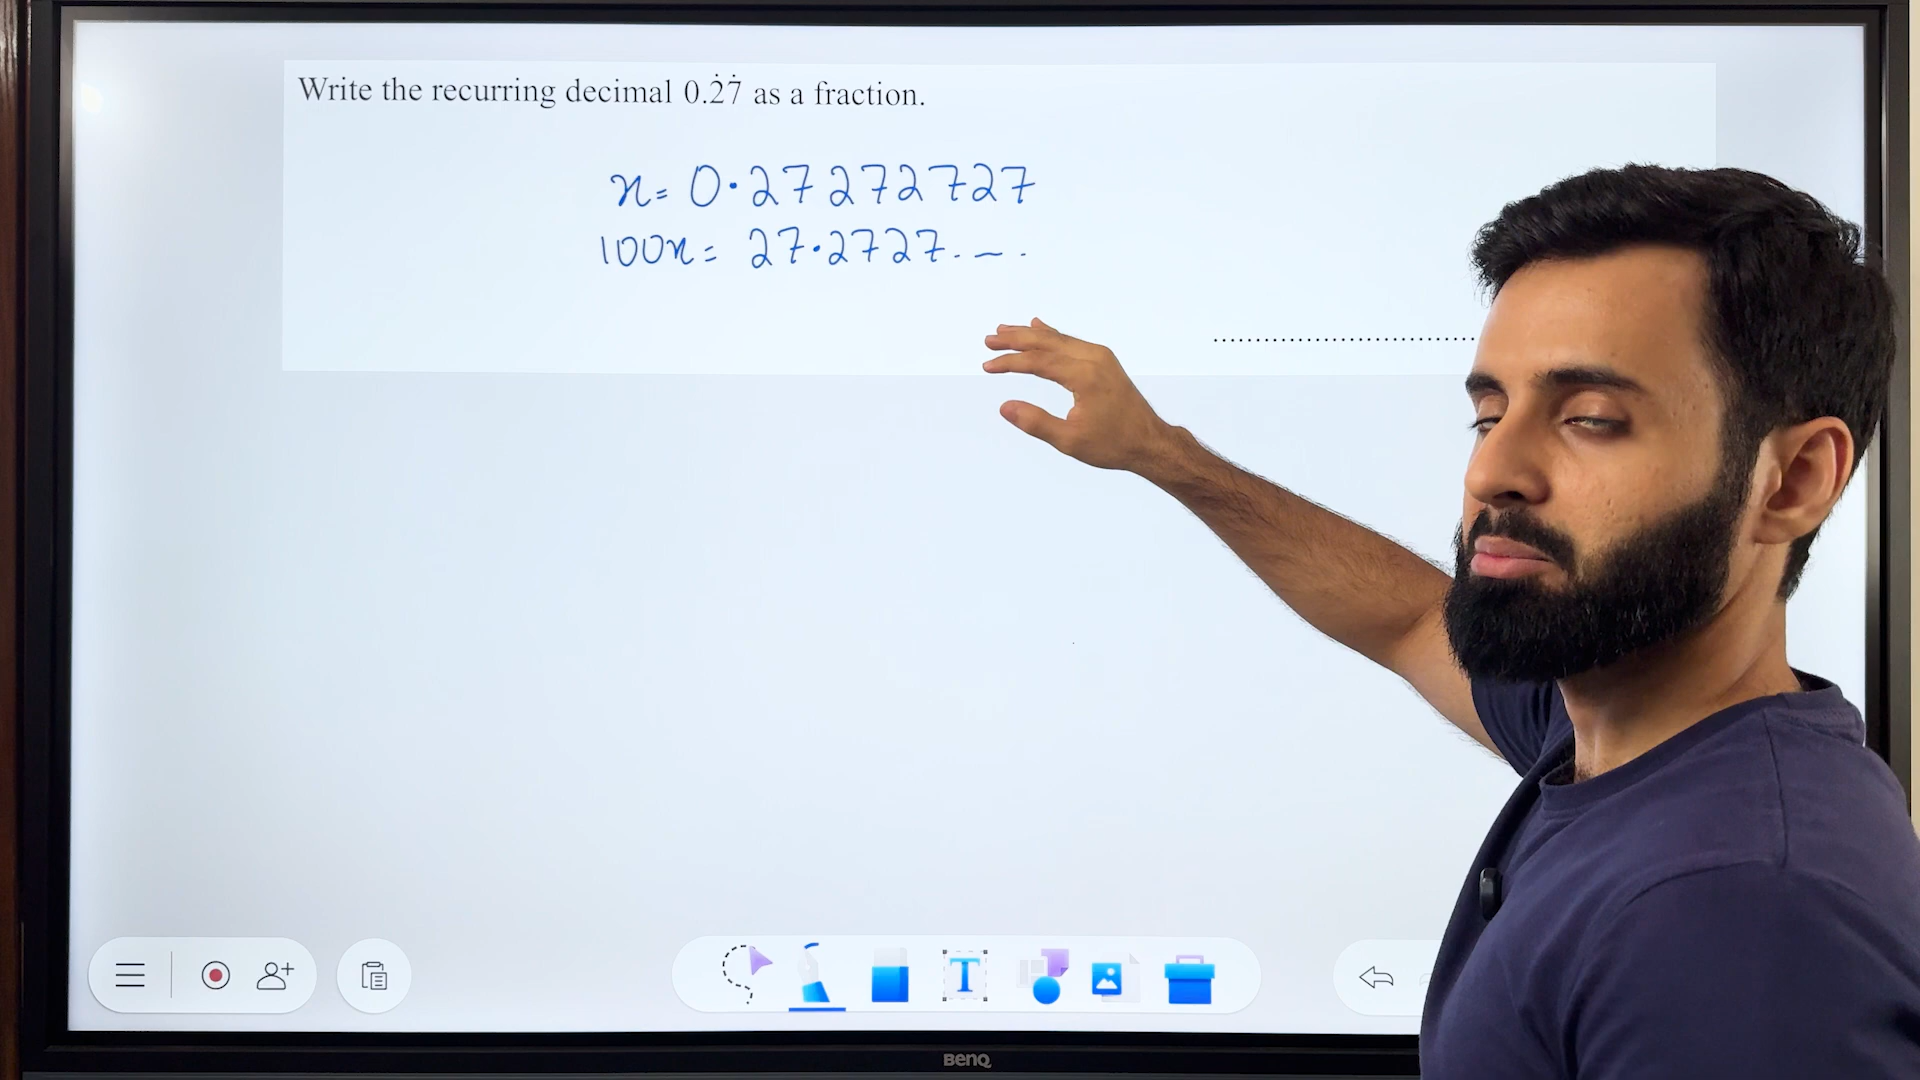 Write the recurring decimal 0.2̇7̇ as a fraction.
x = 0.27272727
100x = 27.2727....
................................
T
BenQ